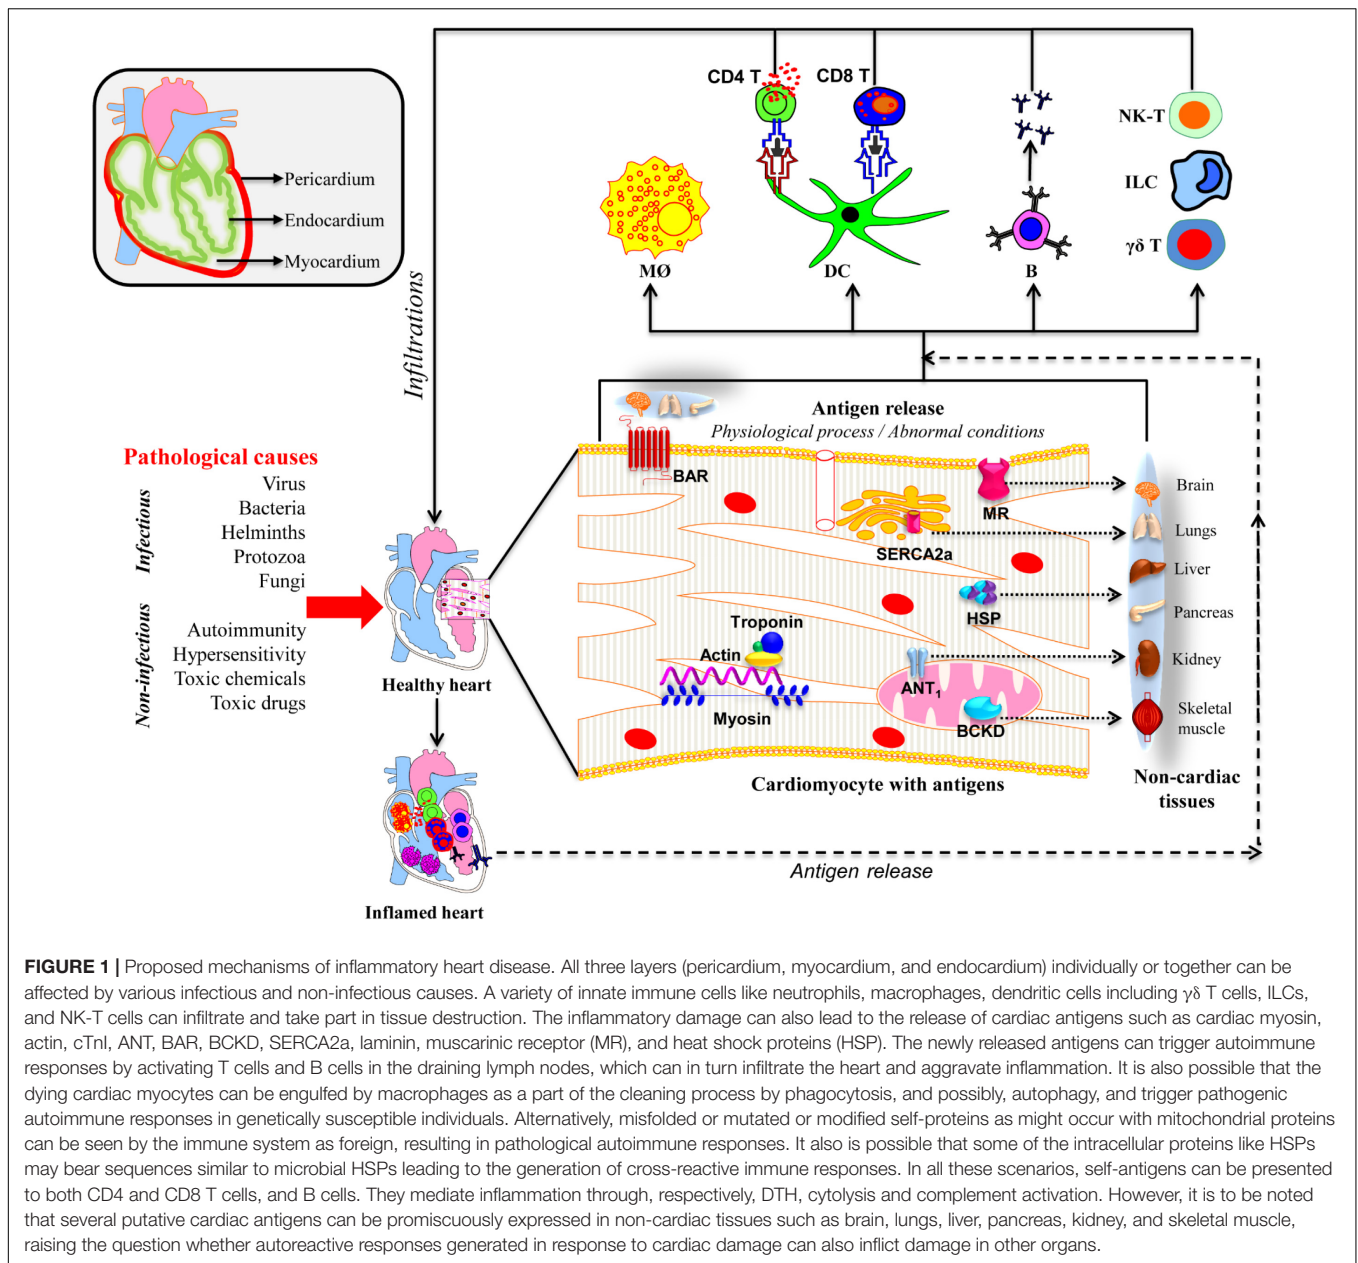 CD4 T
CD8 T
NK-T
ILC
γδ T
MØ
DC
B
Pericardium
Endocardium
Myocardium
Infiltrations
Antigen release
Physiological process / Abnormal conditions
Pathological causes
Infectious
Virus
Bacteria
Helminths
Protozoa
Fungi
Non-infectious
Autoimmunity
Hypersensitivity
Toxic chemicals
Toxic drugs
Healthy heart
Inflamed heart
BAR
MR
SERCA2a
HSP
Troponin
Actin
Myosin
ANT1
BCKD
Cardiomyocyte with antigens
Brain
Lungs
Liver
Pancreas
Kidney
Skeletal
muscle
Non-cardiac
tissues
Antigen release
FIGURE 1 | Proposed mechanisms of inflammatory heart disease. All three layers (pericardium, myocardium, and endocardium) individually or together can be
affected by various infectious and non-infectious causes. A variety of innate immune cells like neutrophils, macrophages, dendritic cells including γδ T cells, ILCs,
and NK-T cells can infiltrate and take part in tissue destruction. The inflammatory damage can also lead to the release of cardiac antigens such as cardiac myosin,
actin, cTnI, ANT, BAR, BCKD, SERCA2a, laminin, muscarinic receptor (MR), and heat shock proteins (HSP). The newly released antigens can trigger autoimmune
responses by activating T cells and B cells in the draining lymph nodes, which can in turn infiltrate the heart and aggravate inflammation. It is also possible that the
dying cardiac myocytes can be engulfed by macrophages as a part of the cleaning process by phagocytosis, and possibly, autophagy, and trigger pathogenic
autoimmune responses in genetically susceptible individuals. Alternatively, misfolded or mutated or modified self-proteins as might occur with mitochondrial proteins
can be seen by the immune system as foreign, resulting in pathological autoimmune responses. It also is possible that some of the intracellular proteins like HSPs
may bear sequences similar to microbial HSPs leading to the generation of cross-reactive immune responses. In all these scenarios, self-antigens can be presented
to both CD4 and CD8 T cells, and B cells. They mediate inflammation through, respectively, DTH, cytolysis and complement activation. However, it is to be noted
that several putative cardiac antigens can be promiscuously expressed in non-cardiac tissues such as brain, lungs, liver, pancreas, kidney, and skeletal muscle,
raising the question whether autoreactive responses generated in response to cardiac damage can also inflict damage in other organs.